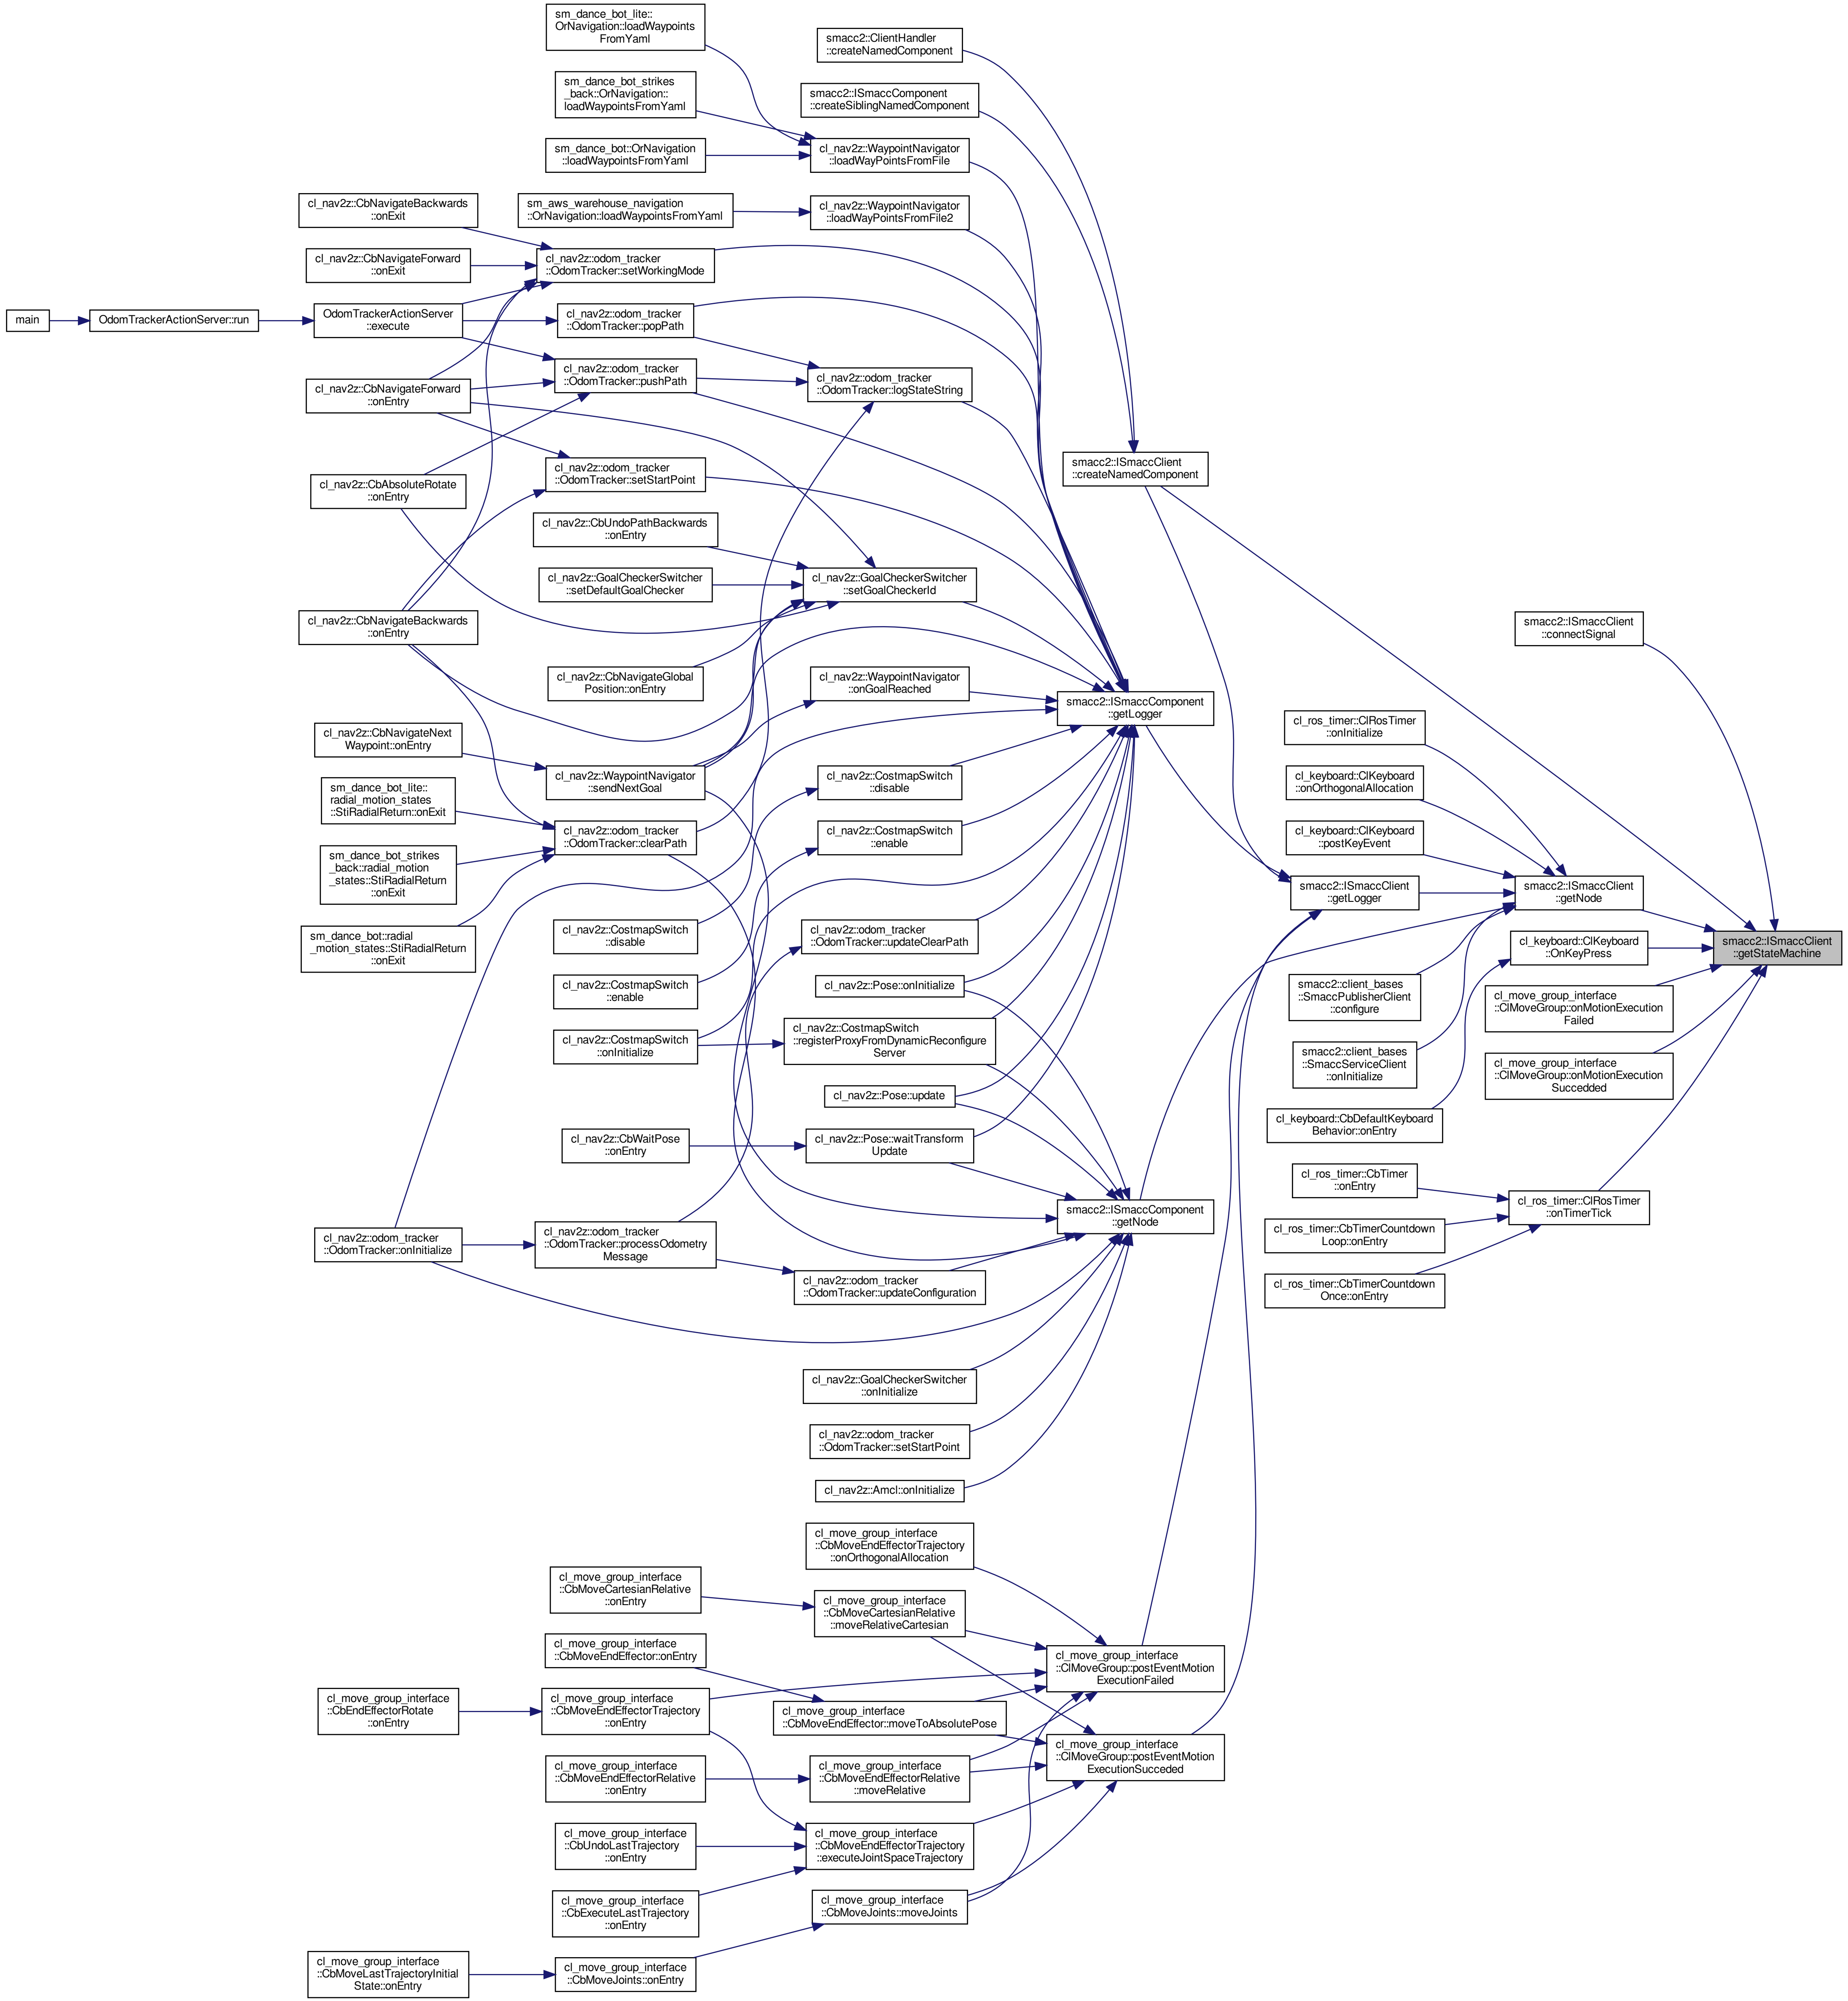 sm_dance_bot_lite::
OrNavigation::loadWaypoints
FromYaml
smacc2::ClientHandler
::createNamedComponent
sm_dance_bot_strikes
_back::OrNavigation::
loadWaypointsFromYaml
smacc2::ISmaccComponent
::createSiblingNamedComponent
sm_dance_bot::OrNavigation
::loadWaypointsFromYaml
cl_nav2z::WaypointNavigator
::loadWayPointsFromFile
cl_nav2z::CbNavigateBackwards
::onExit
sm_aws_warehouse_navigation
::OrNavigation::loadWaypointsFromYaml
cl_nav2z::WaypointNavigator
::loadWayPointsFromFile2
cl_nav2z::CbNavigateForward
::onExit
cl_nav2z::odom_tracker
::OdomTracker::setWorkingMode
main
OdomTrackerActionServer::run
OdomTrackerActionServer
::execute
cl_nav2z::odom_tracker
::OdomTracker::popPath
cl_nav2z::CbNavigateForward
::onEntry
cl_nav2z::odom_tracker
::OdomTracker::pushPath
cl_nav2z::odom_tracker
::OdomTracker::logStateString
smacc2::ISmaccClient
::createNamedComponent
cl_nav2z::CbAbsoluteRotate
::onEntry
cl_nav2z::odom_tracker
::OdomTracker::setStartPoint
cl_nav2z::CbUndoPathBackwards
::onEntry
cl_nav2z::GoalCheckerSwitcher
::setDefaultGoalChecker
cl_nav2z::GoalCheckerSwitcher
::setGoalCheckerId
cl_nav2z::CbNavigateBackwards
::onEntry
smacc2::ISmaccClient
::connectSignal
cl_nav2z::CbNavigateGlobal
Position::onEntry
cl_nav2z::WaypointNavigator
::onGoalReached
smacc2::ISmaccComponent
::getLogger
cl_ros_timer::ClRosTimer
::onInitialize
cl_nav2z::CbNavigateNext
Waypoint::onEntry
cl_nav2z::WaypointNavigator
::sendNextGoal
cl_nav2z::CostmapSwitch
::disable
cl_keyboard::ClKeyboard
::onOrthogonalAllocation
sm_dance_bot_lite::
radial_motion_states
::StiRadialReturn::onExit
cl_nav2z::odom_tracker
::OdomTracker::clearPath
cl_nav2z::CostmapSwitch
::enable
cl_keyboard::ClKeyboard
::postKeyEvent
sm_dance_bot_strikes
_back::radial_motion
_states::StiRadialReturn
::onExit
smacc2::ISmaccClient
::getLogger
smacc2::ISmaccClient
::getNode
sm_dance_bot::radial
_motion_states::StiRadialReturn
::onExit
cl_nav2z::CostmapSwitch
::disable
cl_nav2z::odom_tracker
::OdomTracker::updateClearPath
cl_keyboard::ClKeyboard
::OnKeyPress
smacc2::ISmaccClient
::getStateMachine
cl_nav2z::CostmapSwitch
::enable
cl_nav2z::Pose::onInitialize
smacc2::client_bases
::SmaccPublisherClient
::configure
cl_move_group_interface
::ClMoveGroup::onMotionExecution
Failed
cl_nav2z::CostmapSwitch
::onInitialize
cl_nav2z::CostmapSwitch
::registerProxyFromDynamicReconfigure
Server
smacc2::client_bases
::SmaccServiceClient
::onInitialize
cl_move_group_interface
::ClMoveGroup::onMotionExecution
Succedded
cl_nav2z::Pose::update
cl_keyboard::CbDefaultKeyboard
Behavior::onEntry
cl_nav2z::CbWaitPose
::onEntry
cl_nav2z::Pose::waitTransform
Update
cl_ros_timer::CbTimer
::onEntry
smacc2::ISmaccComponent
::getNode
cl_ros_timer::ClRosTimer
::onTimerTick
cl_nav2z::odom_tracker
::OdomTracker::onInitialize
cl_nav2z::odom_tracker
::OdomTracker::processOdometry
Message
cl_ros_timer::CbTimerCountdown
Loop::onEntry
cl_nav2z::odom_tracker
::OdomTracker::updateConfiguration
cl_ros_timer::CbTimerCountdown
Once::onEntry
cl_nav2z::GoalCheckerSwitcher
::onInitialize
cl_nav2z::odom_tracker
::OdomTracker::setStartPoint
cl_nav2z::Amcl::onInitialize
cl_move_group_interface
::CbMoveEndEffectorTrajectory
::onOrthogonalAllocation
cl_move_group_interface
::CbMoveCartesianRelative
::onEntry
cl_move_group_interface
::CbMoveCartesianRelative
::moveRelativeCartesian
cl_move_group_interface
::CbMoveEndEffector::onEntry
cl_move_group_interface
::ClMoveGroup::postEventMotion
ExecutionFailed
cl_move_group_interface
::CbEndEffectorRotate
::onEntry
cl_move_group_interface
::CbMoveEndEffectorTrajectory
::onEntry
cl_move_group_interface
::CbMoveEndEffector::moveToAbsolutePose
cl_move_group_interface
::ClMoveGroup::postEventMotion
ExecutionSucceded
cl_move_group_interface
::CbMoveEndEffectorRelative
::onEntry
cl_move_group_interface
::CbMoveEndEffectorRelative
::moveRelative
cl_move_group_interface
::CbUndoLastTrajectory
::onEntry
cl_move_group_interface
::CbMoveEndEffectorTrajectory
::executeJointSpaceTrajectory
cl_move_group_interface
::CbExecuteLastTrajectory
::onEntry
cl_move_group_interface
::CbMoveJoints::moveJoints
cl_move_group_interface
::CbMoveLastTrajectoryInitial
State::onEntry
cl_move_group_interface
::CbMoveJoints::onEntry